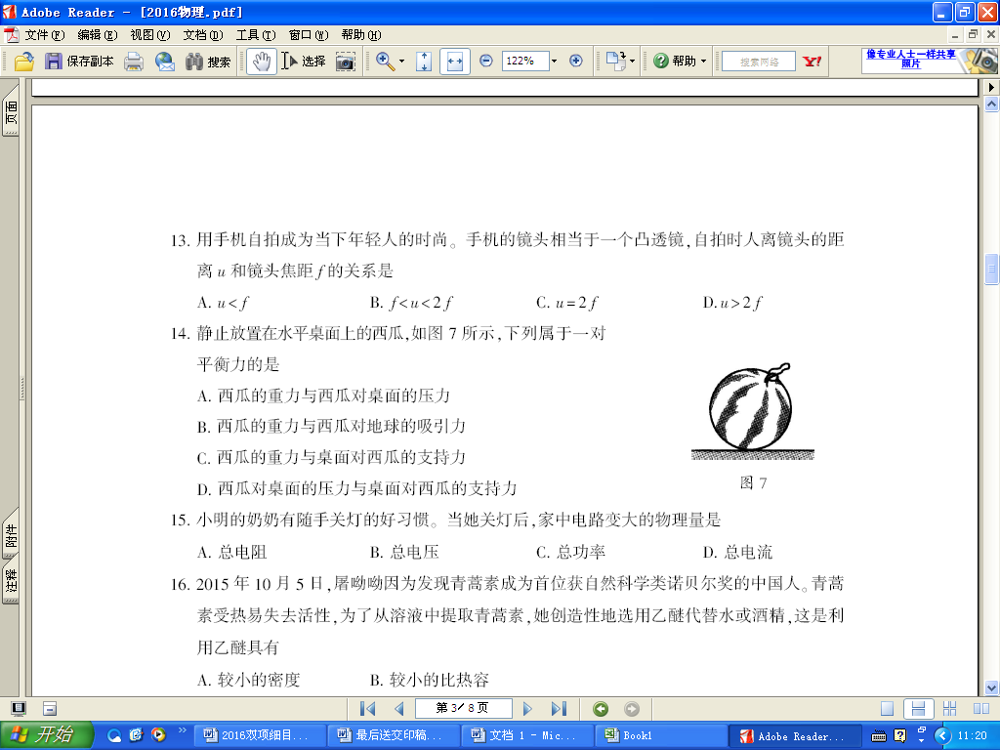 Adobe Reader - [2016物理.pdf]
文件(F) 编辑(E) 视图(V) 文档(D) 工具(T) 窗口(W) 帮助(H)
保存副本 搜索 选择 122% 帮助 搜索网络 Y! 像专业人士一样共享
照片
页面
13. 用手机自拍成为当下年轻人的时尚。手机的镜头相当于一个凸透镜,自拍时人离镜头的距
离 u 和镜头焦距 f 的关系是
A. u < f B. f < u < 2 f C. u = 2 f D. u > 2 f
14. 静止放置在水平桌面上的西瓜,如图 7 所示,下列属于一对
平衡力的是
A. 西瓜的重力与西瓜对桌面的压力
B. 西瓜的重力与西瓜对地球的吸引力
C. 西瓜的重力与桌面对西瓜的支持力
D. 西瓜对桌面的压力与桌面对西瓜的支持力
图 7
15. 小明的奶奶有随手关灯的好习惯。当她关灯后,家中电路变大的物理量是
A. 总电阻 B. 总电压 C. 总功率 D. 总电流
附件
注释
16. 2015 年 10 月 5 日,屠呦呦因为发现青蒿素成为首位获自然科学类诺贝尔奖的中国人。青蒿
素受热易失去活性,为了从溶液中提取青蒿素,她创造性地选用乙醚代替水或酒精,这是利
用乙醚具有
A. 较小的密度 B. 较小的比热容
第 3/ 8 页
开始 2016双项细目... 最后送交印稿... 文档 1 - Mic... Book1 Adobe Reader... 11:20